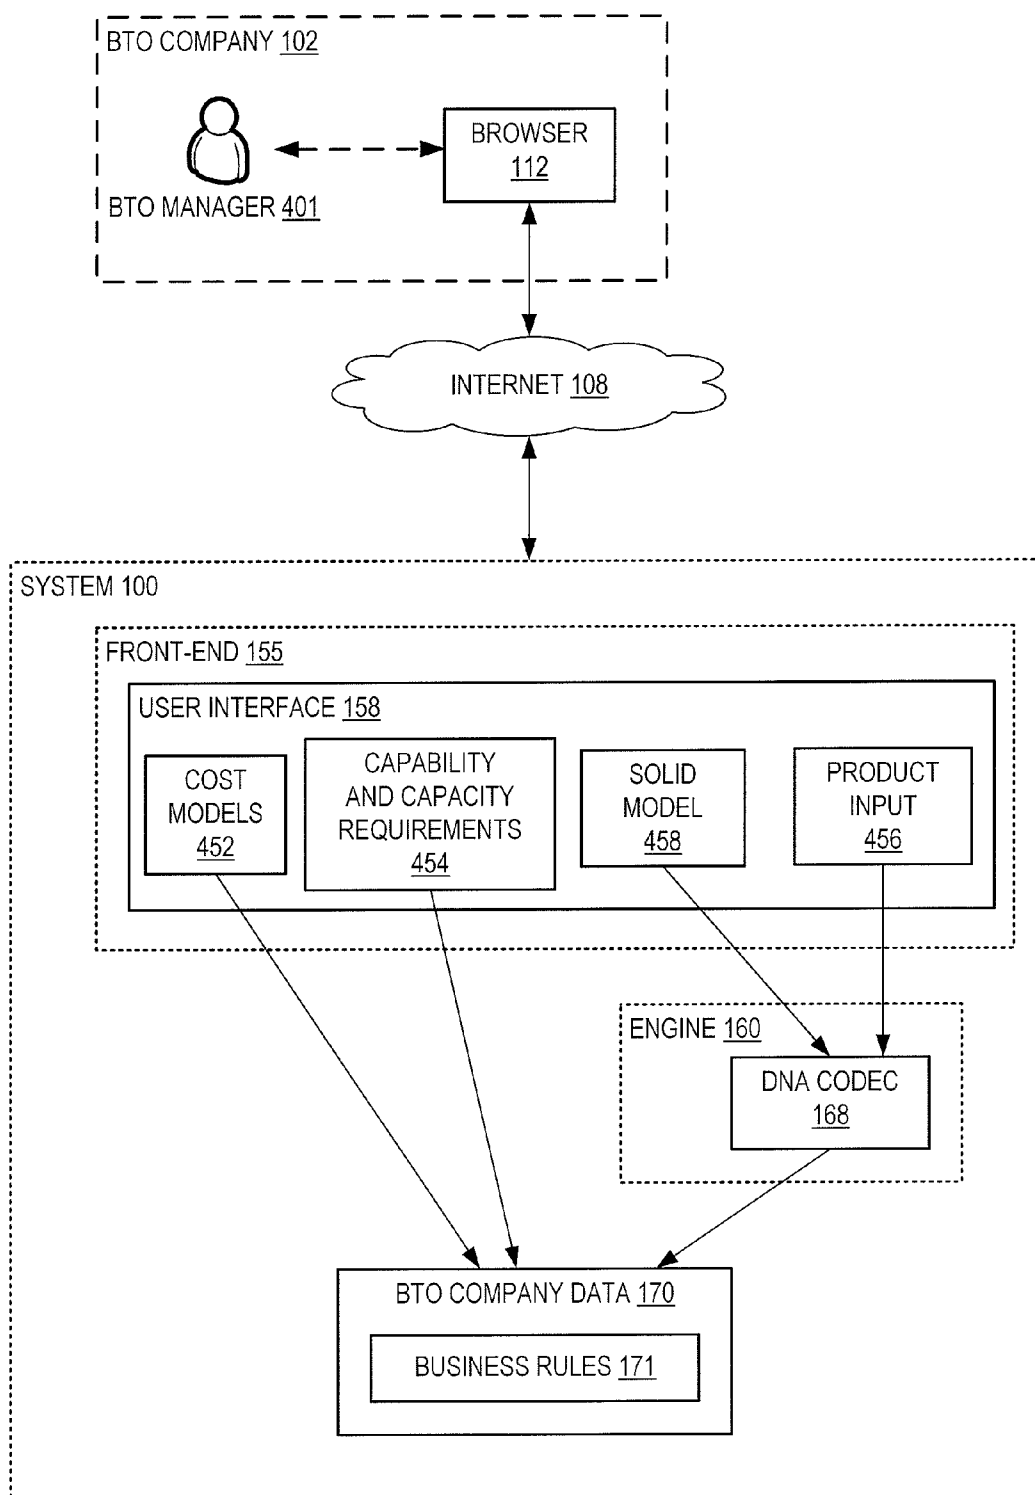 BTO COMPANY 102
BROWSER
112
BTO MANAGER 401
INTERNET 108
SYSTEM 100
FRONT-END 155
USER INTERFACE 158
COST
MODELS
452
CAPABILITY
AND CAPACITY
REQUIREMENTS
454
SOLID
MODEL
458
PRODUCT
INPUT
456
ENGINE 160
DNA CODEC
168
BTO COMPANY DATA 170
BUSINESS RULES 171